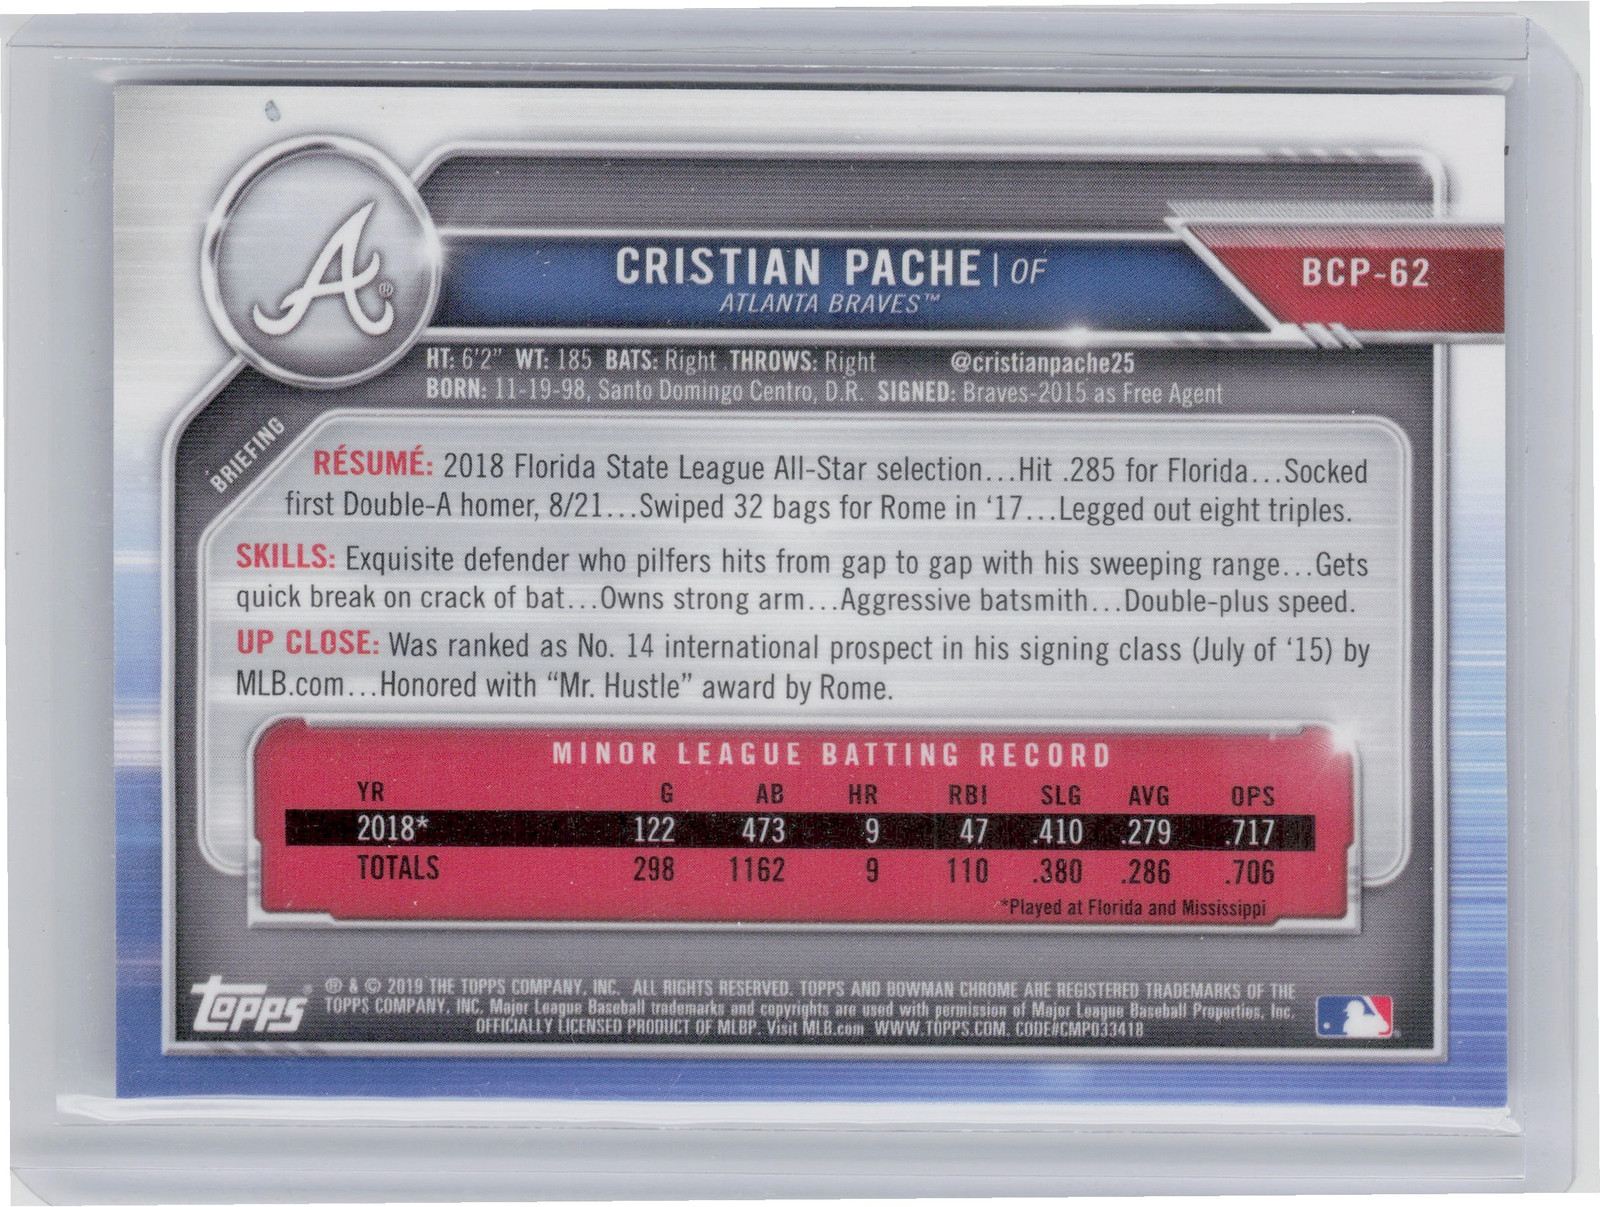 A®
CRISTIAN PACHE | OF
ATLANTA BRAVES™
BCP-62
HT: 6'2" WT: 185 BATS: Right THROWS: Right @cristianpache25
BORN: 11-19-98, Santo Domingo Centro, D.R. SIGNED: Braves-2015 as Free Agent
BRIEFING
RÉSUMÉ: 2018 Florida State League All-Star selection...Hit .285 for Florida...Socked
first Double-A homer, 8/21...Swiped 32 bags for Rome in ‘17...Legged out eight triples.
SKILLS: Exquisite defender who pilfers hits from gap to gap with his sweeping range...Gets
quick break on crack of bat...Owns strong arm...Aggressive batsmith...Double-plus speed.
UP CLOSE: Was ranked as No. 14 international prospect in his signing class (July of ‘15) by
MLB.com...Honored with “Mr. Hustle” award by Rome.
MINOR LEAGUE BATTING RECORD
YR G AB HR RBI SLG AVG OPS
2018* 122 473 9 47 .410 .279 .717
TOTALS 298 1162 9 110 .380 .286 .706
*Played at Florida and Mississippi
topps®
® & © 2019 THE TOPPS COMPANY, INC. ALL RIGHTS RESERVED. TOPPS AND BOWMAN CHROME ARE REGISTERED TRADEMARKS OF THE
TOPPS COMPANY, INC. Major League Baseball trademarks and copyrights are used with permission of Major League Baseball Properties, Inc.
OFFICIALLY LICENSED PRODUCT OF MLBP. Visit MLB.com WWW.TOPPS.COM. CODE#CMP033418